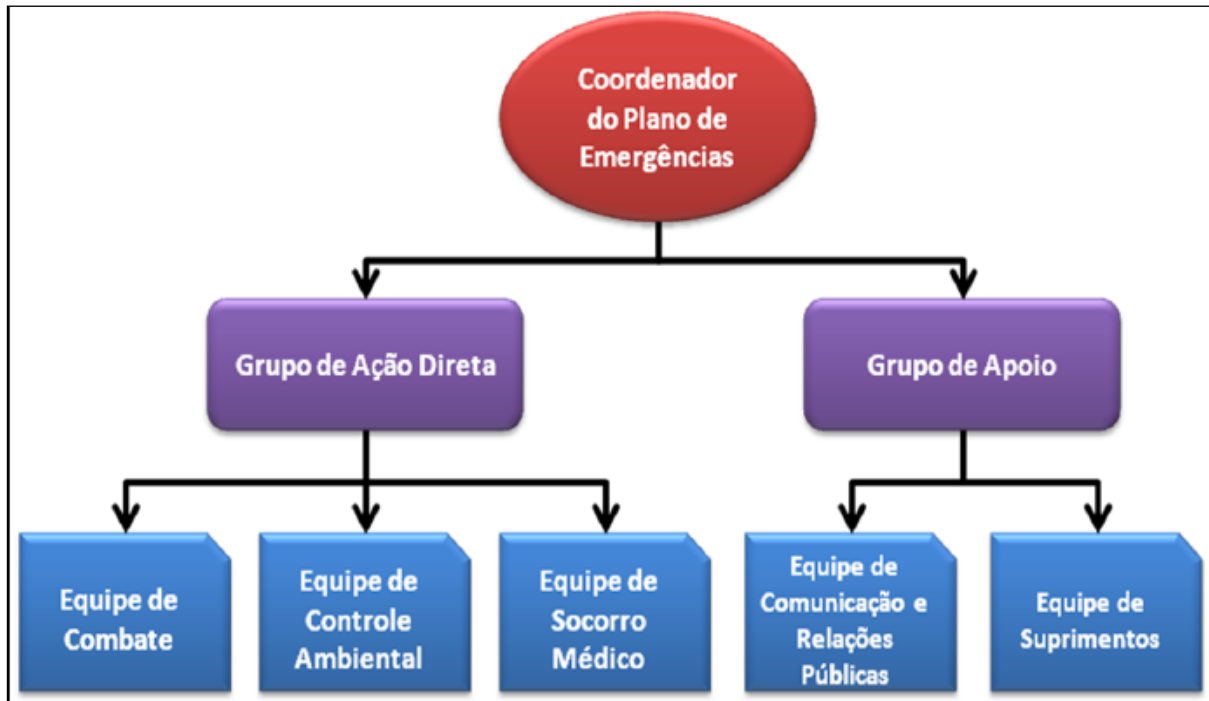 Coordenador
do Plano de
Emergências
Grupo de Ação Direta
Grupo de Apoio
Equipe de
Combate
Equipe de
Controle
Ambiental
Equipe de
Socorro
Médico
Equipe de
Comunicação e
Relações
Públicas
Equipe de
Suprimentos